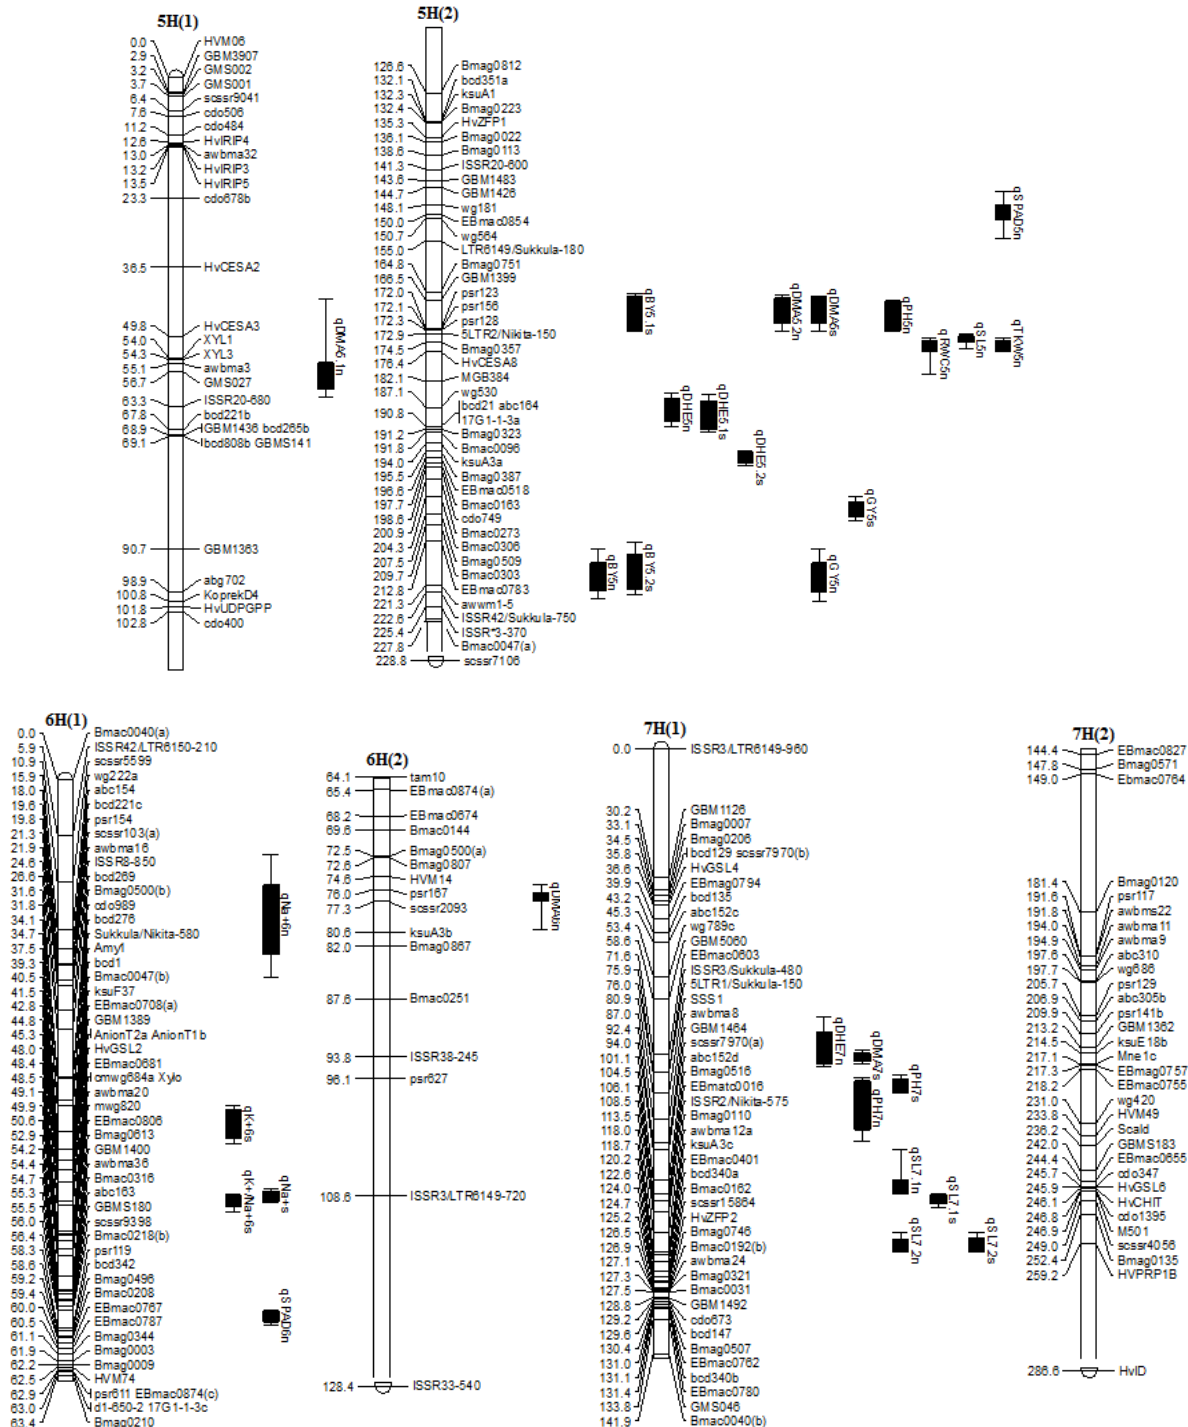 5H(1)
0.0 HVM06
2.9 GBM3907
3.2 GMS002
3.7 GMS001
6.4 scssr9041
7.6 cdo506
11.2 cdo484
12.6 HvIRIP4
13.0 awbma32
13.2 HvIRIP3
13.5 HvIRIP5
23.3 cdo678b
36.5 HvCESA2
49.8 HvCESA3
54.0 XYL1
54.3 XYL3
55.1 awbma3
56.7 GMS027
63.3 ISSR20-680
67.8 bcd221b
68.9 GBM1436 bcd265b
69.1 bcd808b GBMS141
90.7 GBM1363
98.9 abg702
100.8 KoprekD4
101.8 HvUDPGPP
102.8 cdo400
qDMA5.1n
5H(2)
126.6 Bmag0812
132.1 bcd351a
132.3 ksuA1
132.4 Bmag0223
135.3 HvZFP1
136.1 Bmag0022
138.6 Bmag0113
141.3 ISSR20-600
143.6 GBM1483
144.7 GBM1426
148.1 wg181
150.0 EBmac0854
150.7 wg564
155.0 LTR6149/Sukkula-180
164.8 Bmag0751
166.5 GBM1399
172.0 psr123
172.1 psr156
172.3 psr128
172.9 5LTR2/Nikita-150
174.5 Bmag0357
176.4 HvCESA8
182.1 MGB384
187.1 wg530
190.8 bcd21 abc164
17G1-1-3a
191.2 Bmag0323
191.8 Bmac0096
194.0 ksuA3a
195.5 Bmag0387
196.6 EBmac0518
197.7 Bmac0163
198.6 cdo749
200.9 Bmac0273
204.3 Bmac0306
207.5 Bmag0509
209.7 Bmac0303
212.8 EBmac0783
221.3 awwm1-5
222.6 ISSR42/Sukkula-750
225.4 ISSR*3-370
227.8 Bmac0047(a)
228.8 scssr7106
qSPAD5n
qBY5.1s
qDMA5.2n
qDMA5s
qPH5n
qRWC5n
qSL5n
qTKW5n
qDHE5n
qDHE5.1s
qDHE5.2s
qGY5s
qBY5n
qBY5.2s
qGY5n
6H(1)
0.0 Bmac0040(a)
5.9 ISSR42/LTR6150-210
10.9 scssr5599
15.9 wg222a
18.0 abc154
19.6 bcd221c
19.8 psr154
21.3 scssr103(a)
21.9 awbma16
24.6 ISSR8-850
26.6 bcd269
31.6 Bmag0500(b)
31.8 cdo989
34.1 bcd276
34.7 Sukkula/Nikita-580
37.5 Amy1
39.3 bcd1
40.5 Bmac0047(b)
41.5 ksuF37
42.8 EBmac0708(a)
44.8 GBM1389
45.3 AnionT2a AnionT1b
48.0 HvGSL2
48.4 EBmac0681
48.5 cmwg684a Xylo
49.1 awbma20
49.9 mwg820
50.6 EBmac0806
52.9 Bmag0613
54.2 GBM1400
54.4 awbma36
54.7 Bmac0316
55.3 abc163
55.5 GBMS180
56.0 scssr9398
56.4 Bmac0218(b)
58.3 psr119
58.6 bcd342
59.2 Bmag0496
59.4 Bmac0208
60.0 EBmac0767
60.5 EBmac0787
61.1 Bmag0344
61.9 Bmag0003
62.2 Bmag0009
62.5 HVM74
62.9 psr611 EBmac0874(c)
63.0 d1-650-2 17G1-1-3c
63.4 Bmag0210
qNa+6n
qK+6s
qK+/Na+6s
qNa+s
qSPAD6n
6H(2)
64.1 tam10
65.4 EBmac0874(a)
68.2 EBmac0674
69.6 Bmac0144
72.5 Bmag0500(a)
72.6 Bmag0807
74.6 HVM14
76.0 psr167
77.3 scssr2093
80.6 ksuA3b
82.0 Bmag0867
87.6 Bmac0251
93.8 ISSR38-245
96.1 psr627
108.6 ISSR3/LTR6149-720
128.4 ISSR33-540
7H(1)
0.0 ISSR3/LTR6149-960
30.2 GBM1126
33.1 Bmag0007
34.5 Bmag0206
35.8 bcd129 scssr7970(b)
36.6 HvGSL4
39.9 EBmag0794
43.2 bcd135
45.3 abc152c
53.4 wg789c
58.6 GBM5060
71.6 EBmac0603
75.9 ISSR3/Sukkula-480
76.0 5LTR1/Sukkula-150
80.9 SSS1
87.0 awbma8
92.4 GBM1464
94.0 scssr7970(a)
101.1 abc152d
104.5 Bmag0516
106.1 EBmatc0016
108.5 ISSR2/Nikita-575
113.5 Bmag0110
118.0 awbma12a
118.7 ksuA3c
120.2 EBmac0401
122.6 bcd340a
124.0 Bmac0162
124.7 scssr15864
125.2 HvZFP2
126.5 Bmag0746
126.9 Bmac0192(b)
127.1 awbma24
127.3 Bmag0321
127.5 Bmac0031
128.8 GBM1492
129.2 cdo673
129.6 bcd147
130.4 Bmag0507
131.0 EBmac0762
131.1 bcd340b
131.4 EBmac0780
133.8 GMS046
141.9 Bmac0040(b)
qDHE7n
qDMA7s
qPH7s
qPH7n
qSL7.1n
qSL7.1s
qSL7.2n
qSL7.2s
7H(2)
144.4 EBmac0827
147.8 Bmag0571
149.0 Ebmac0764
181.4 Bmag0120
191.6 psr117
191.8 awbms22
194.0 awbma11
194.9 awbma9
197.6 abc310
197.7 wg686
205.7 psr129
206.9 abc305b
209.9 psr141b
213.2 GBM1362
214.5 ksuE18b
217.1 Mne1c
217.3 EBmag0757
218.2 EBmac0755
231.0 wg420
233.8 HVM49
236.2 Scald
242.0 GBMS183
244.4 EBmac0655
245.7 cdo347
245.9 HvGSL6
246.1 HvCHIT
246.8 cdo1395
246.9 M501
249.0 scssr4056
252.4 Bmag0135
259.2 HVPRP1B
286.6 HvID